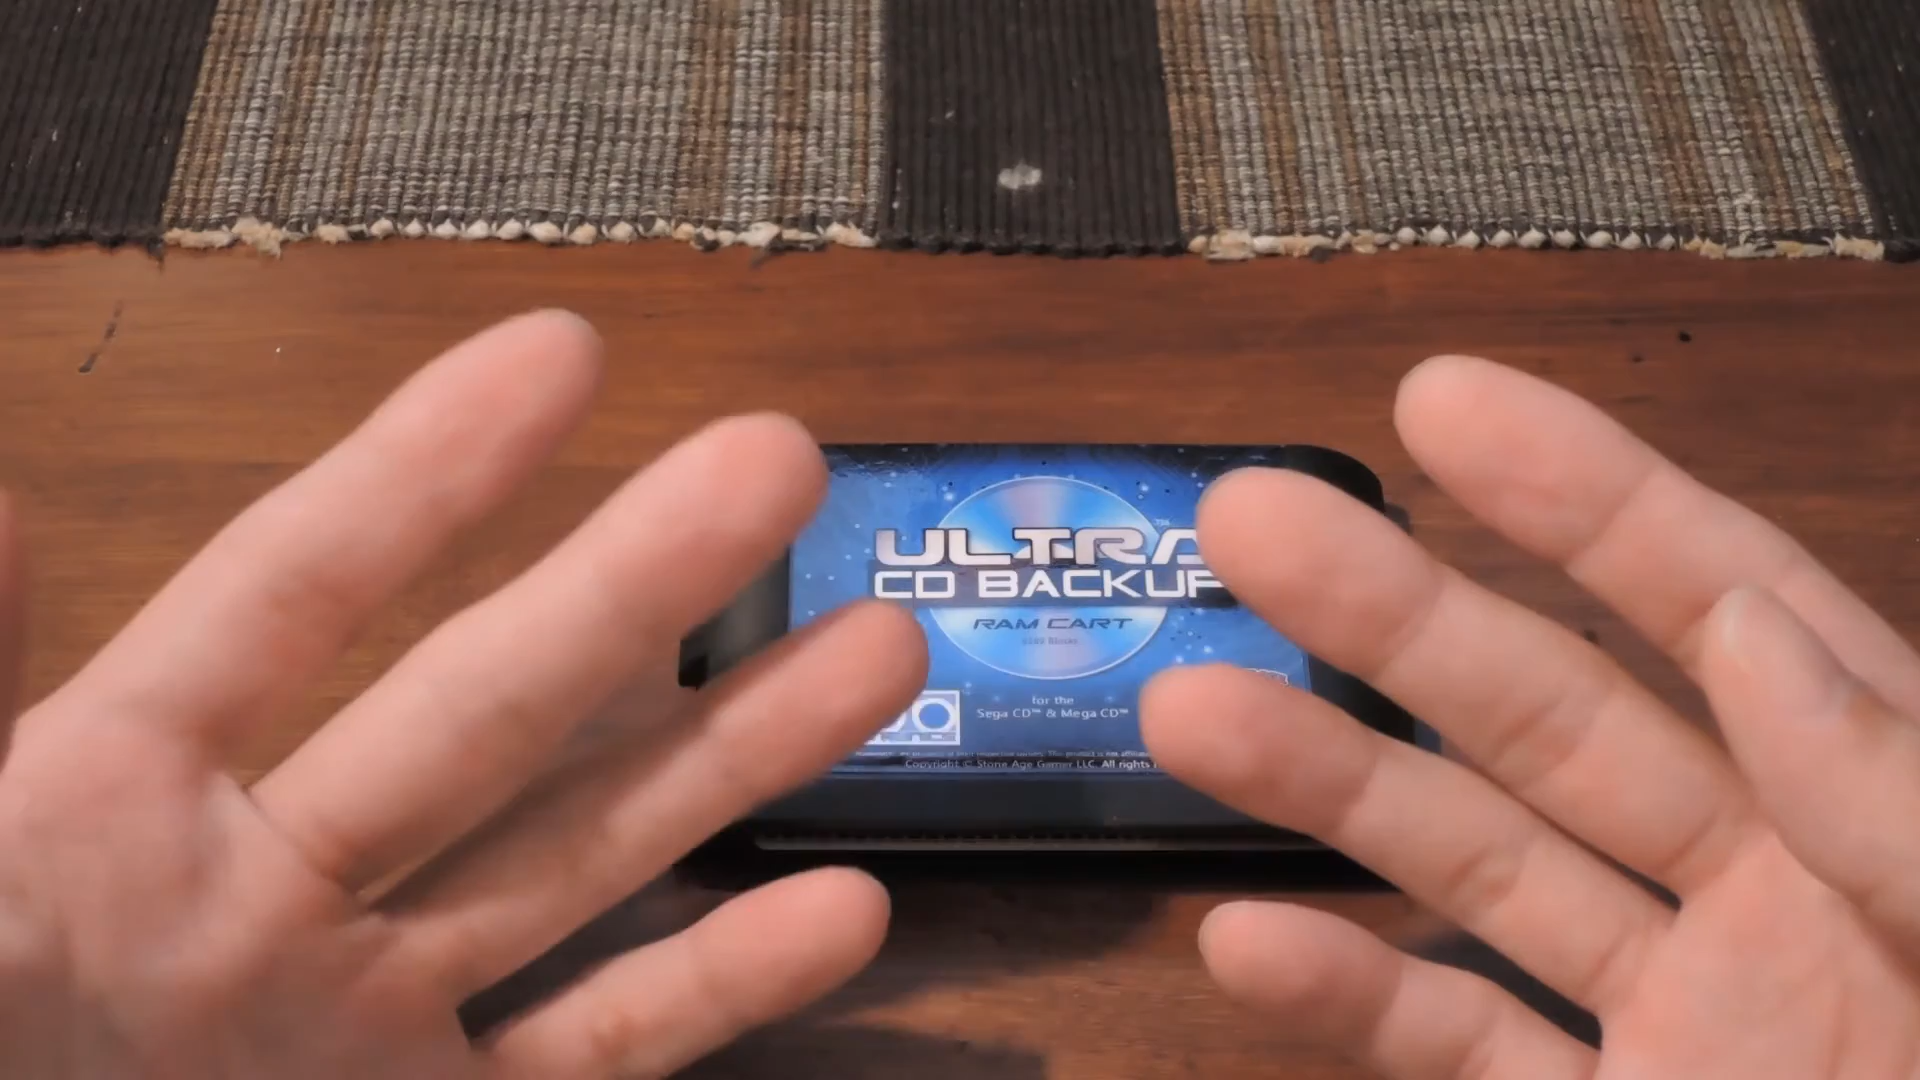 ULTRA
CD BACKUP
RAM CART
for the
Sega CD™ & Mega CD™
Copyright © Stone Age Gamer LLC. All rights